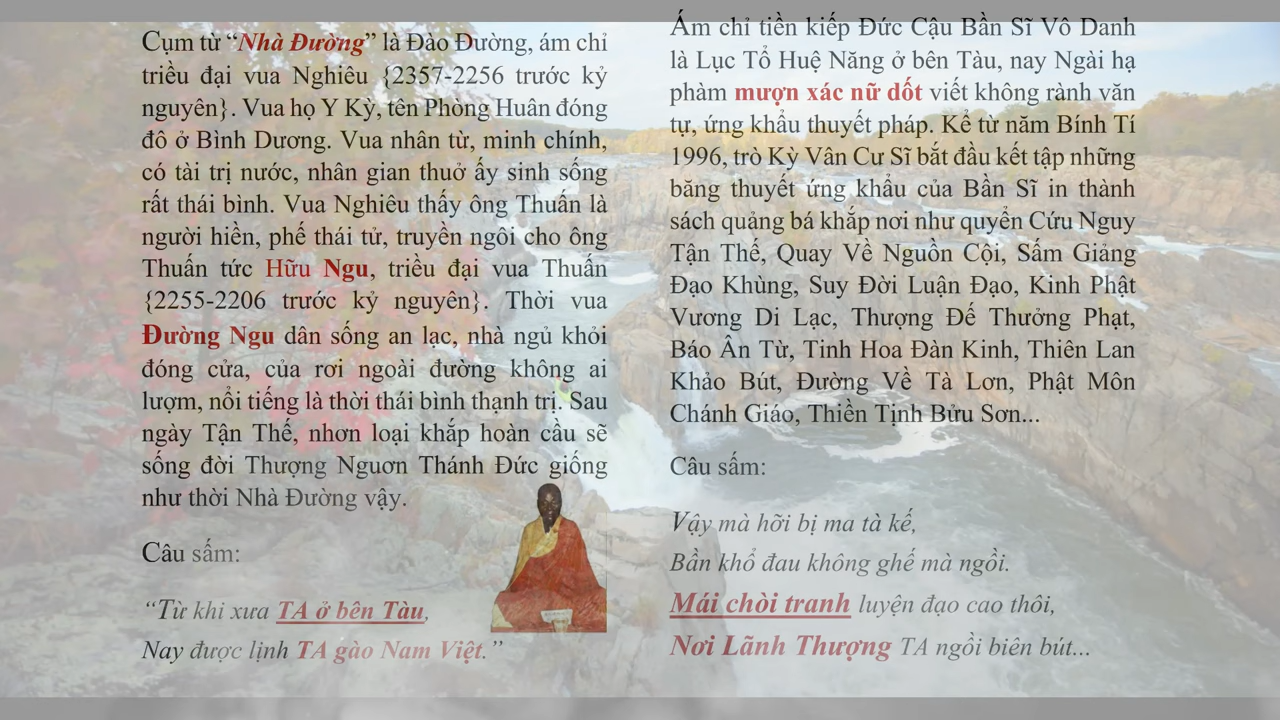 Cụm từ “Nhà Đường” là Đào Đường, ám chỉ
triều đại vua Nghiêu {2357-2256 trước kỷ
nguyên}. Vua họ Y Kỳ, tên Phòng Huân đóng
đô ở Bình Dương. Vua nhân từ, minh chính,
có tài trị nước, nhân gian thuở ấy sinh sống
rất thái bình. Vua Nghiêu thấy ông Thuấn là
người hiền, phế thái tử, truyền ngôi cho ông
Thuấn tức Hữu Ngu, triều đại vua Thuấn
{2255-2206 trước kỷ nguyên}. Thời vua
Đường Ngu dân sống an lạc, nhà ngủ khỏi
đóng cửa, của rơi ngoài đường không ai
lượm, nổi tiếng là thời thái bình thạnh trị. Sau
ngày Tận Thế, nhơn loại khắp hoàn cầu sẽ
sống đời Thượng Nguơn Thánh Đức giống
như thời Nhà Đường vậy.
Câu sấm:
“Từ khi xưa TA ở bên Tàu,
Nay được lịnh TA gào Nam Việt.”
Ám chỉ tiền kiếp Đức Cậu Bần Sĩ Vô Danh
là Lục Tổ Huệ Năng ở bên Tàu, nay Ngài hạ
phàm mượn xác nữ dốt viết không rành văn
tự, ứng khẩu thuyết pháp. Kể từ năm Bính Tí
1996, trò Kỳ Vân Cư Sĩ bắt đầu kết tập những
băng thuyết ứng khẩu của Bần Sĩ in thành
sách quảng bá khắp nơi như quyển Cứu Nguy
Tận Thế, Quay Về Nguồn Cội, Sấm Giảng
Đạo Khùng, Suy Đời Luận Đạo, Kinh Phật
Vương Di Lạc, Thượng Đế Thưởng Phạt,
Báo Ân Từ, Tinh Hoa Đàn Kinh, Thiên Lan
Khảo Bút, Đường Về Tà Lơn, Phật Môn
Chánh Giáo, Thiền Tịnh Bửu Sơn...
Câu sấm:
Vậy mà hỡi bị ma tà kế,
Bần khổ đau không ghế mà ngồi.
Mái chòi tranh luyện đạo cao thôi,
Nơi Lãnh Thượng TA ngồi biên bút...